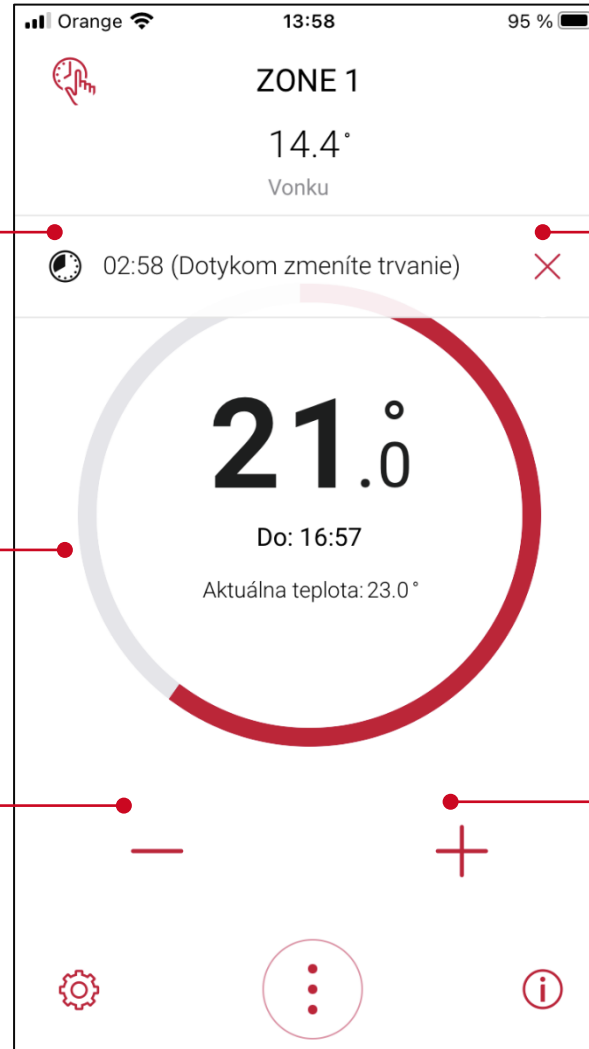 Orange 13:58 95 %
ZONE 1
14.4°
Vonku
02:58 (Dotykom zmeníte trvanie)
21.0°
Do: 16:57
Aktuálna teplota: 23.0°